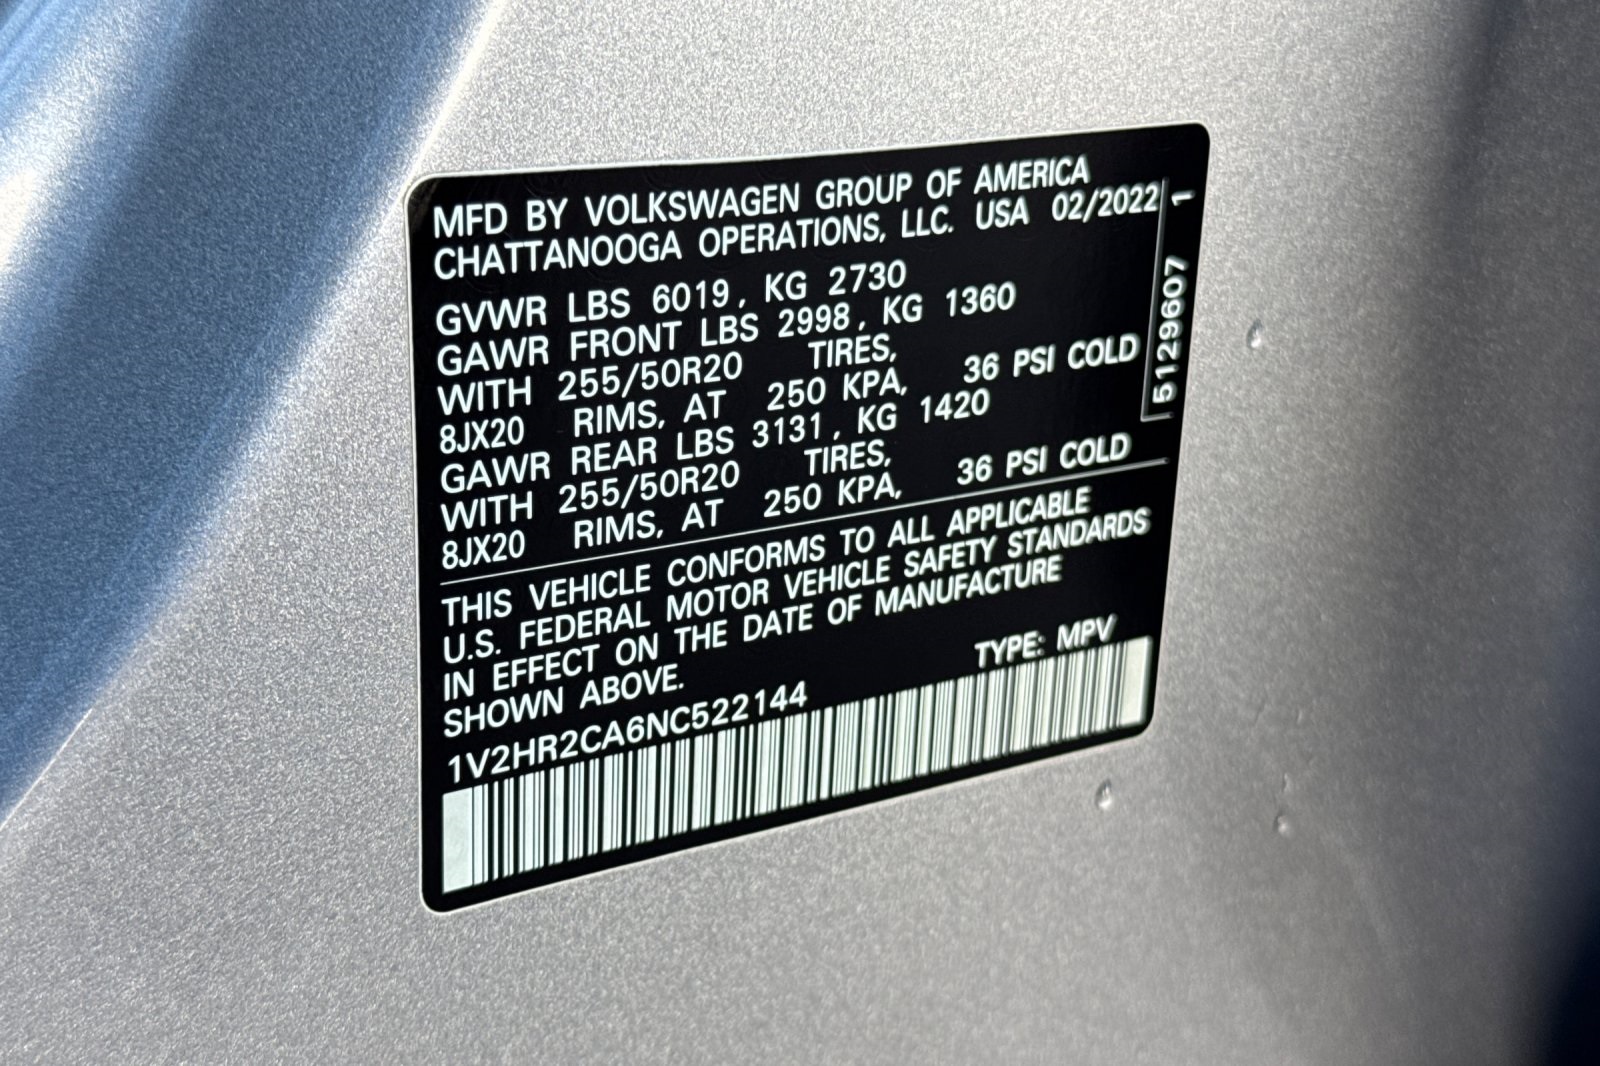 MFD BY VOLKSWAGEN GROUP OF AMERICA
CHATTANOOGA OPERATIONS, LLC. USA 02/2022
GVWR LBS 6019, KG 2730
GAWR FRONT LBS 2998, KG 1360
WITH 255/50R20 TIRES,
8JX20 RIMS, AT 250 KPA, 36 PSI COLD
GAWR REAR LBS 3131, KG 1420
WITH 255/50R20 TIRES,
8JX20 RIMS, AT 250 KPA, 36 PSI COLD
THIS VEHICLE CONFORMS TO ALL APPLICABLE
U.S. FEDERAL MOTOR VEHICLE SAFETY STANDARDS
IN EFFECT ON THE DATE OF MANUFACTURE
SHOWN ABOVE.
TYPE: MPV
1V2HR2CA6NC522144
5129607 1